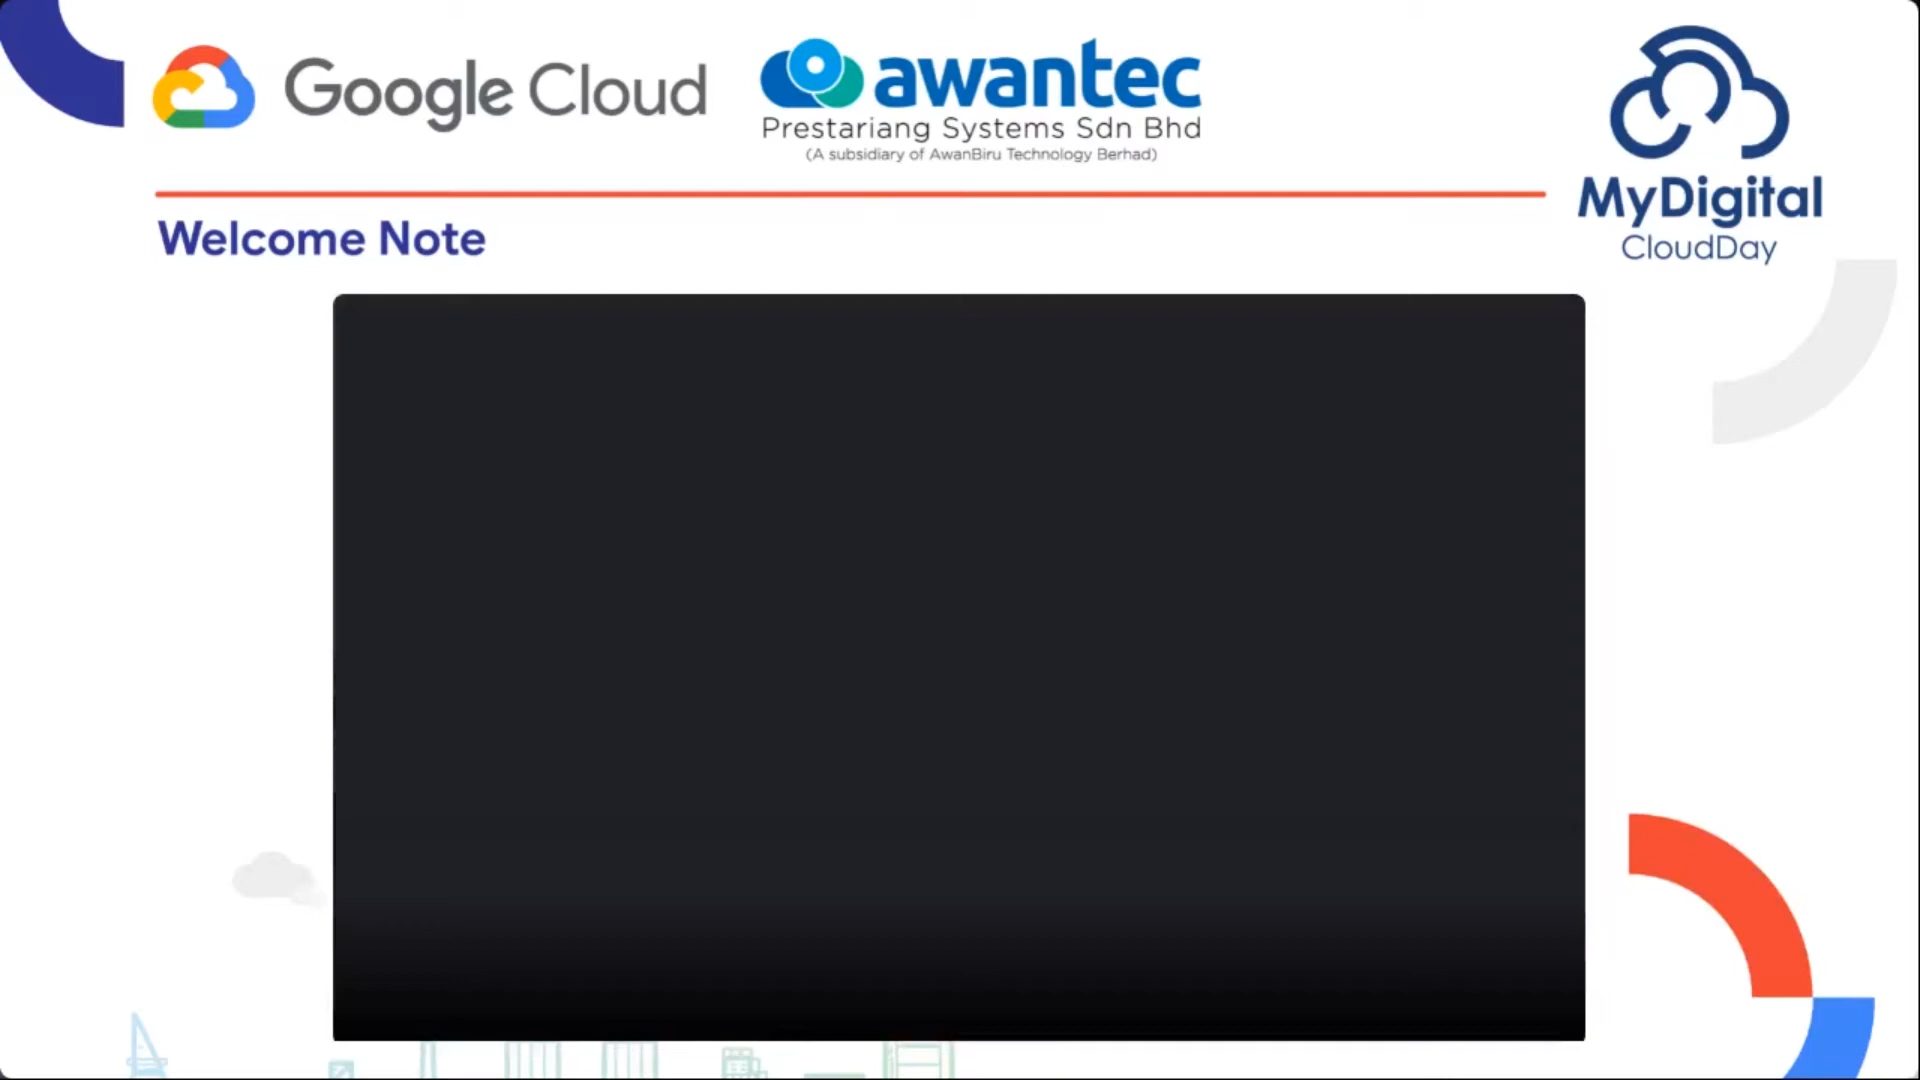 Google Cloud
awantec
Prestariang Systems Sdn Bhd
(A subsidiary of AwanBiru Technology Berhad)
MyDigital
CloudDay
Welcome Note